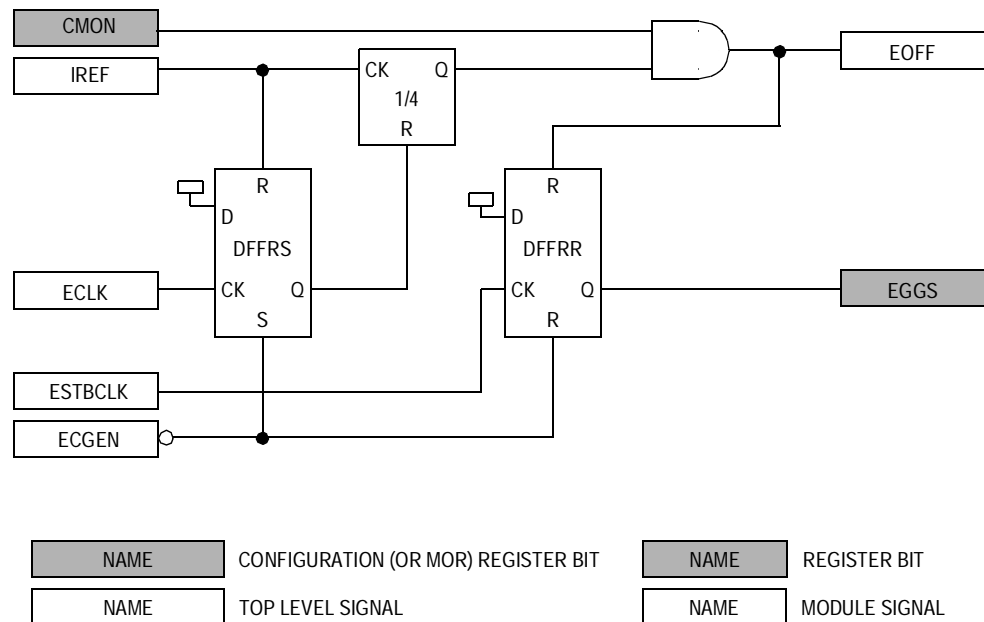 CMON
EOFF
IREF
CK Q
1/4
R
R
D
DFFRS
CK Q
S
R
D
DFFRR
CK Q
R
ECLK
EGGS
ESTBCLK
ECGEN
NAME CONFIGURATION (OR MOR) REGISTER BIT
NAME REGISTER BIT
NAME TOP LEVEL SIGNAL
NAME MODULE SIGNAL